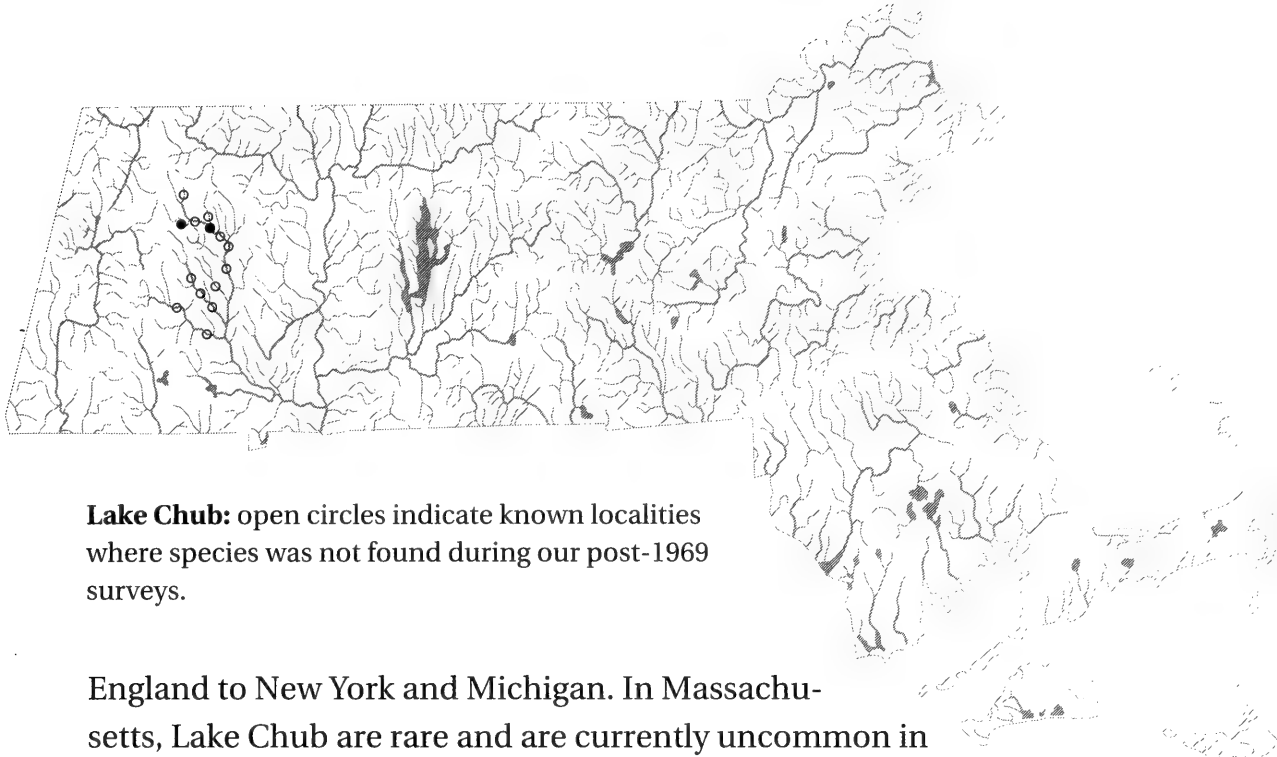 Lake Chub: open circles indicate known localities
where species was not found during our post-1969
surveys.
England to New York and Michigan. In Massachu-
setts, Lake Chub are rare and are currently uncommon in